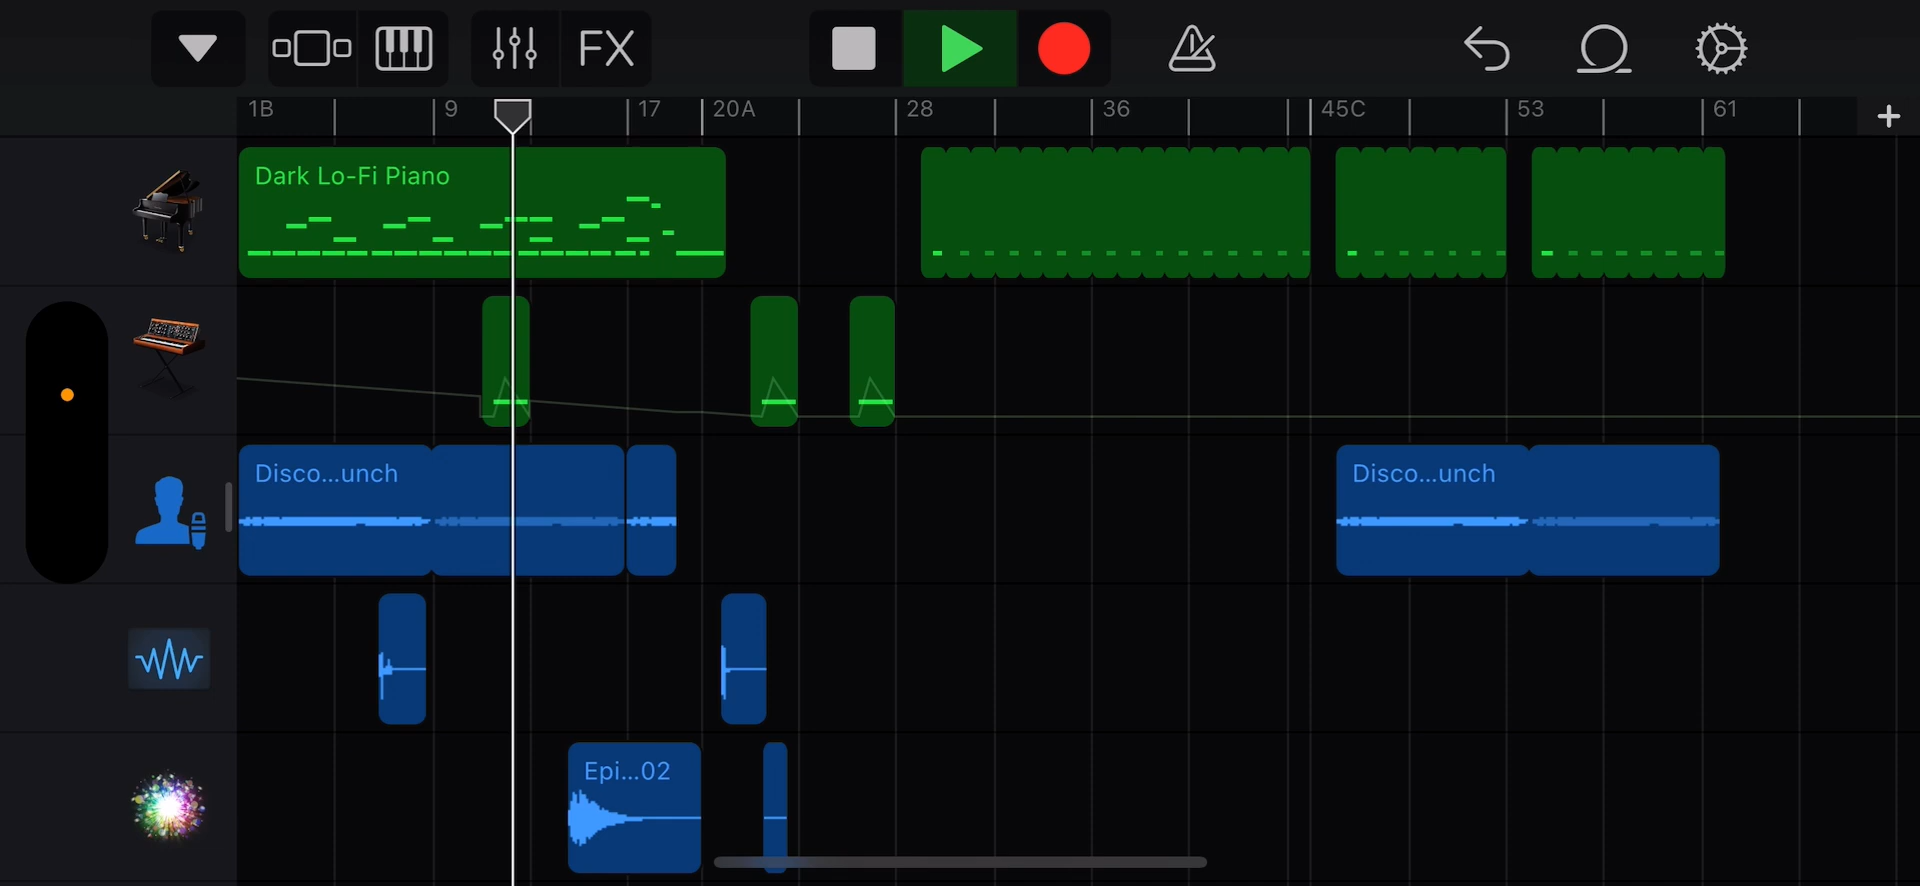 FX
1B 9 17 20A 28 36 45C 53 61
Dark Lo-Fi Piano
Disco...unch
Disco...unch
Epi...02